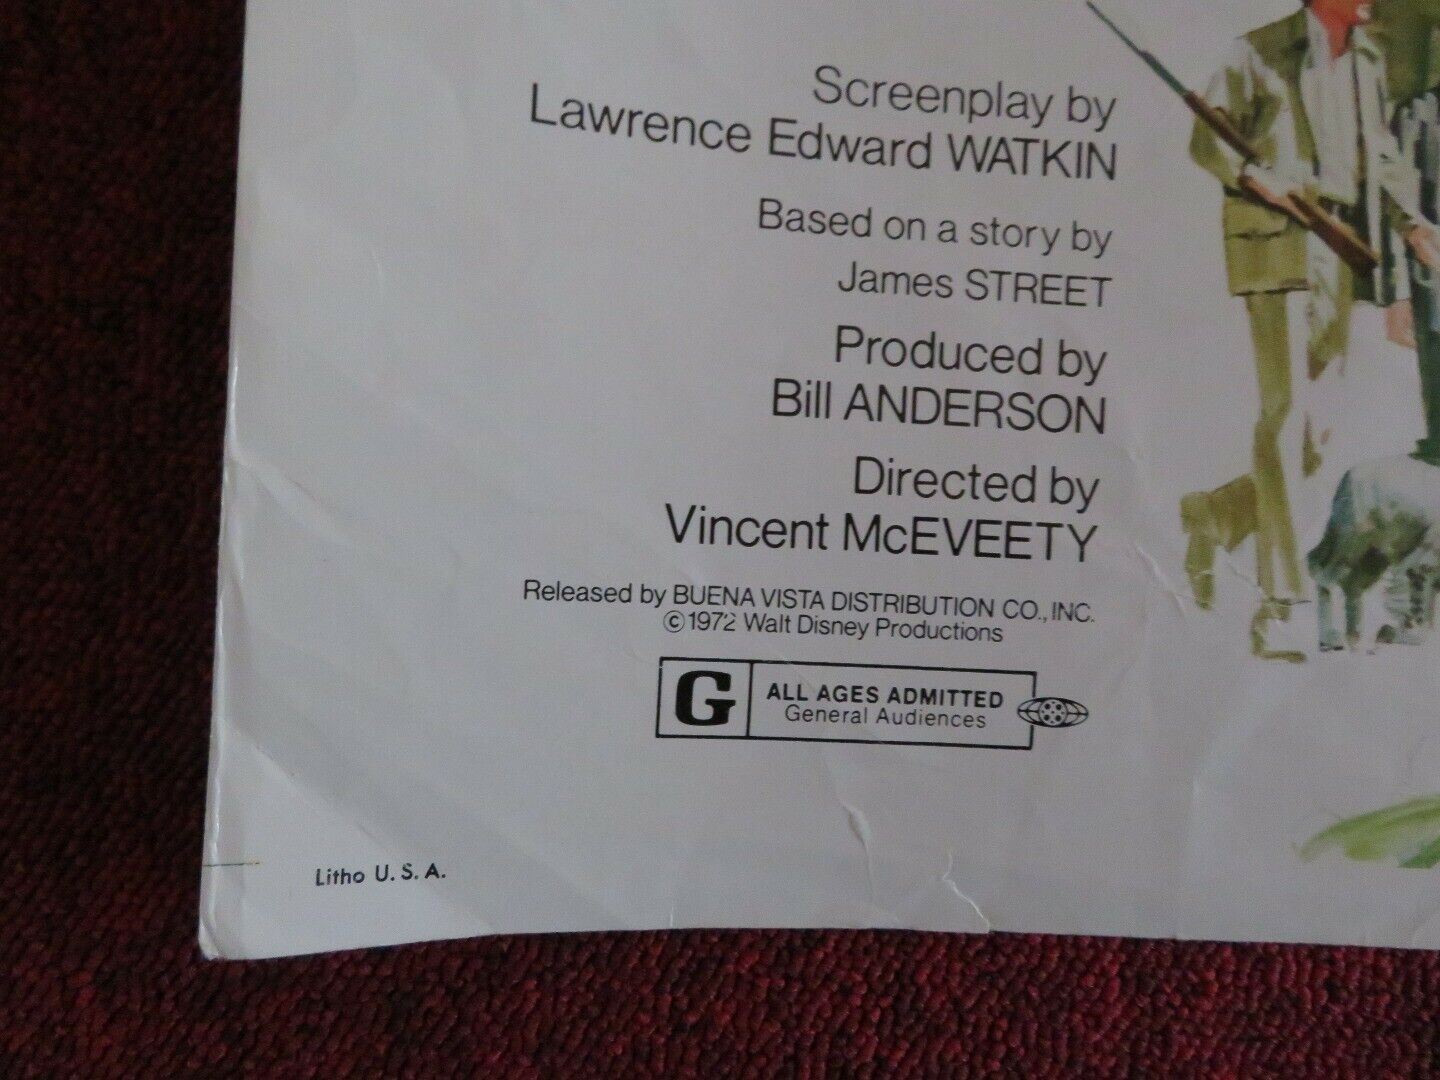 Screenplay by
Lawrence Edward WATKIN
Based on a story by
James STREET
Produced by
Bill ANDERSON
Directed by
Vincent McEVEETY
Released by BUENA VISTA DISTRIBUTION CO., INC.
©1972 Walt Disney Productions
G ALL AGES ADMITTED
General Audiences
Litho U. S. A.